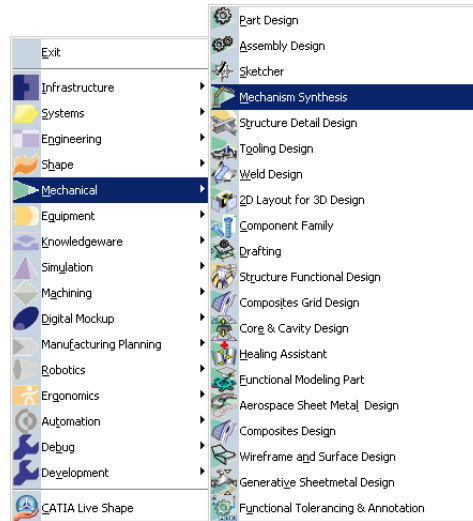 Exit
Infrastructure
Systems
Engineering
Shape
Mechanical
Equipment
Knowledgeware
Simulation
Machining
Digital Mockup
Manufacturing Planning
Robotics
Ergonomics
Automation
Debug
Development
CATIA Live Shape
Part Design
Assembly Design
Sketcher
Mechanism Synthesis
Structure Detail Design
Tooling Design
Weld Design
2D Layout for 3D Design
Component Family
Drafting
Structure Functional Design
Composites Grid Design
Core & Cavity Design
Healing Assistant
Functional Modeling Part
Aerospace Sheet Metal Design
Composites Design
Wireframe and Surface Design
Generative Sheetmetal Design
Functional Tolerancing & Annotation